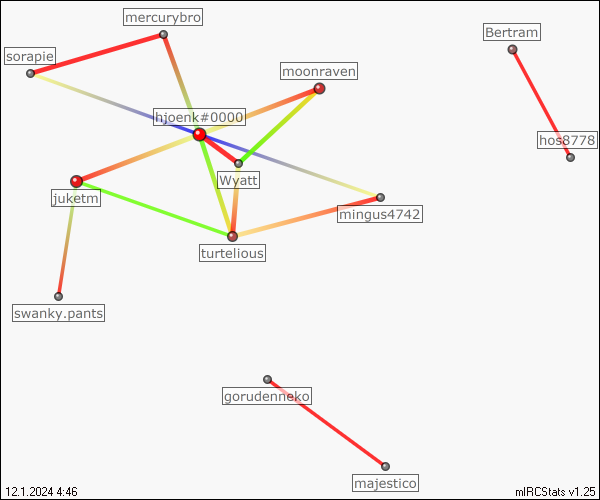 mercurybro
Bertram
sorapie
moonraven
hjoenk#0000
hos8778
Wyatt
juketm
mingus4742
turtelious
swanky.pants
gorudenneko
majestico
12.1.2024 4:46
mIRCStats v1.25